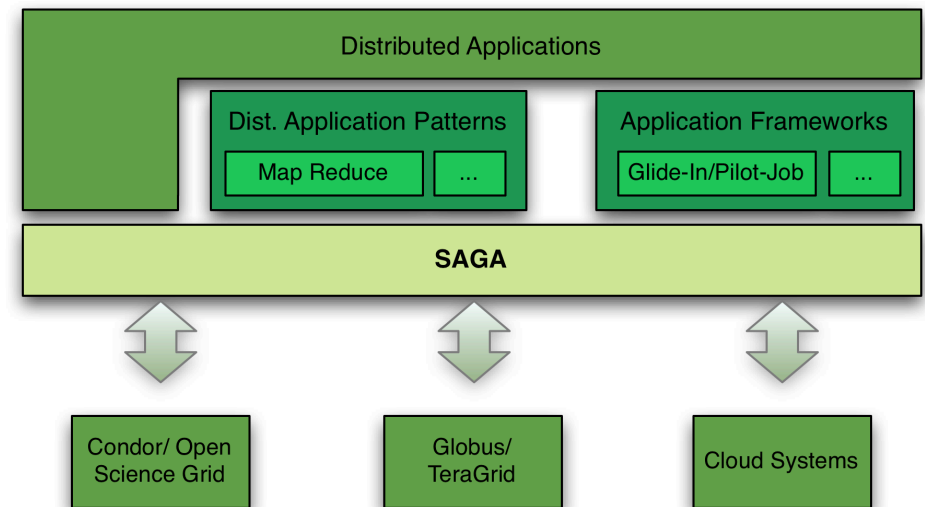 Distributed Applications
Dist. Application Patterns
Map Reduce
...
Application Frameworks
Glide-In/Pilot-Job
...
SAGA
Condor/ Open
Science Grid
Globus/
TeraGrid
Cloud Systems